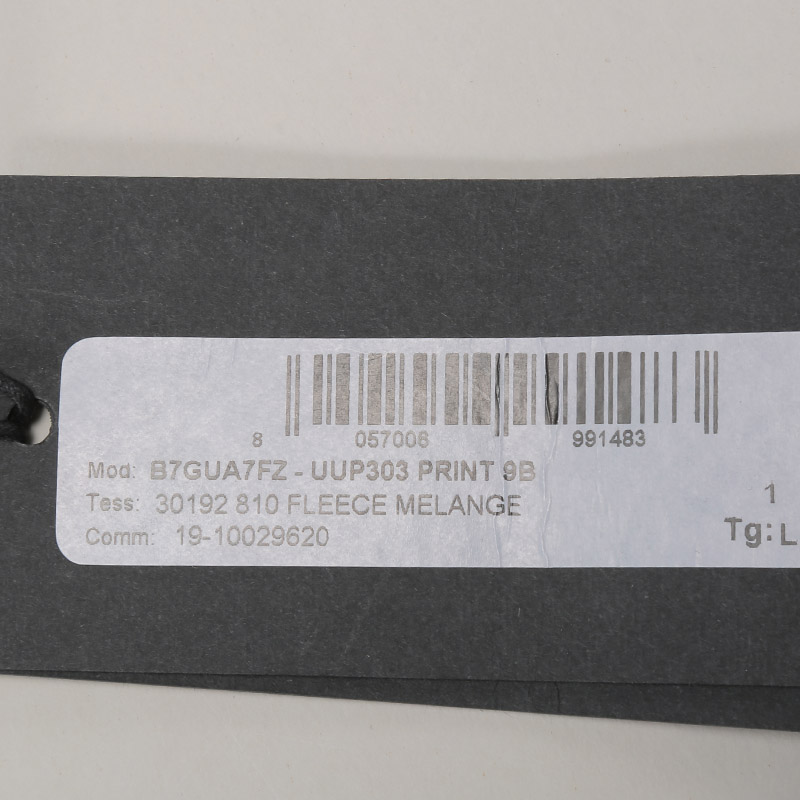 8 057006 991483
Mod: B7GUA7FZ - UUP303 PRINT 9B
Tess: 30192 810 FLEECE MELANGE
1
Comm: 19-10029620
Tg: L